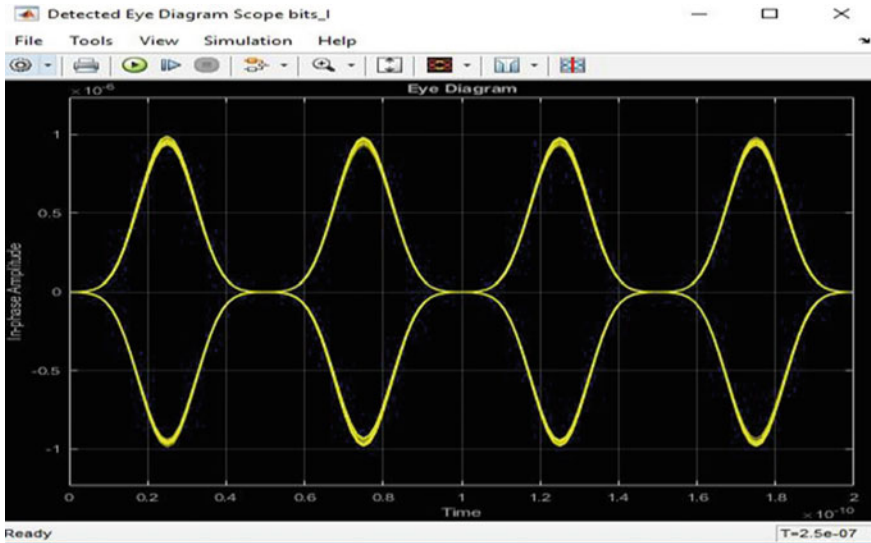 Detected Eye Diagram Scope bits_I
File Tools View Simulation Help
× 10⁻⁶
Eye Diagram
1
0.5
0
-0.5
-1
In-phase Amplitude
0 0.2 0.4 0.6 0.8 1 1.2 1.4 1.6 1.8 2
Time
× 10⁻¹⁰
Ready
T=2.5e-07